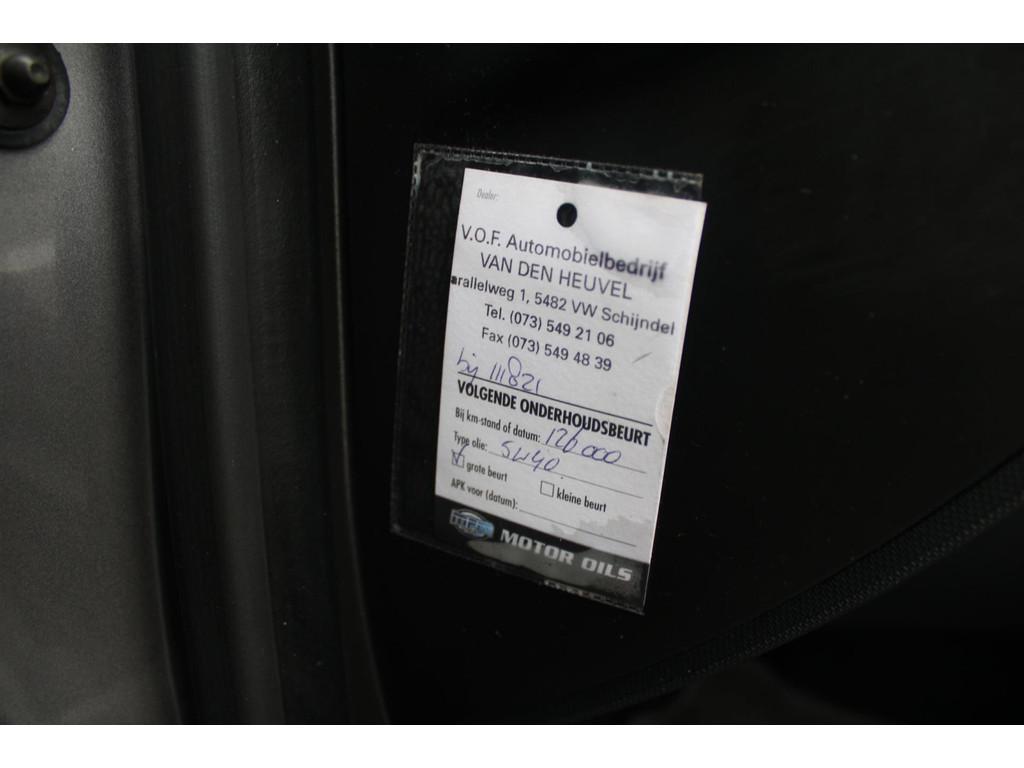 Dealer:
V.O.F. Automobielbedrijf
VAN DEN HEUVEL
arallelweg 1, 5482 VW Schijndel
Tel. (073) 549 21 06
Fax (073) 549 48 39
bij 111821
VOLGENDE ONDERHOUDSBEURT
Bij km-stand of datum: 126000
Type olie: 5W40
grote beurt kleine beurt
APK voor (datum):
MOTOR OILS